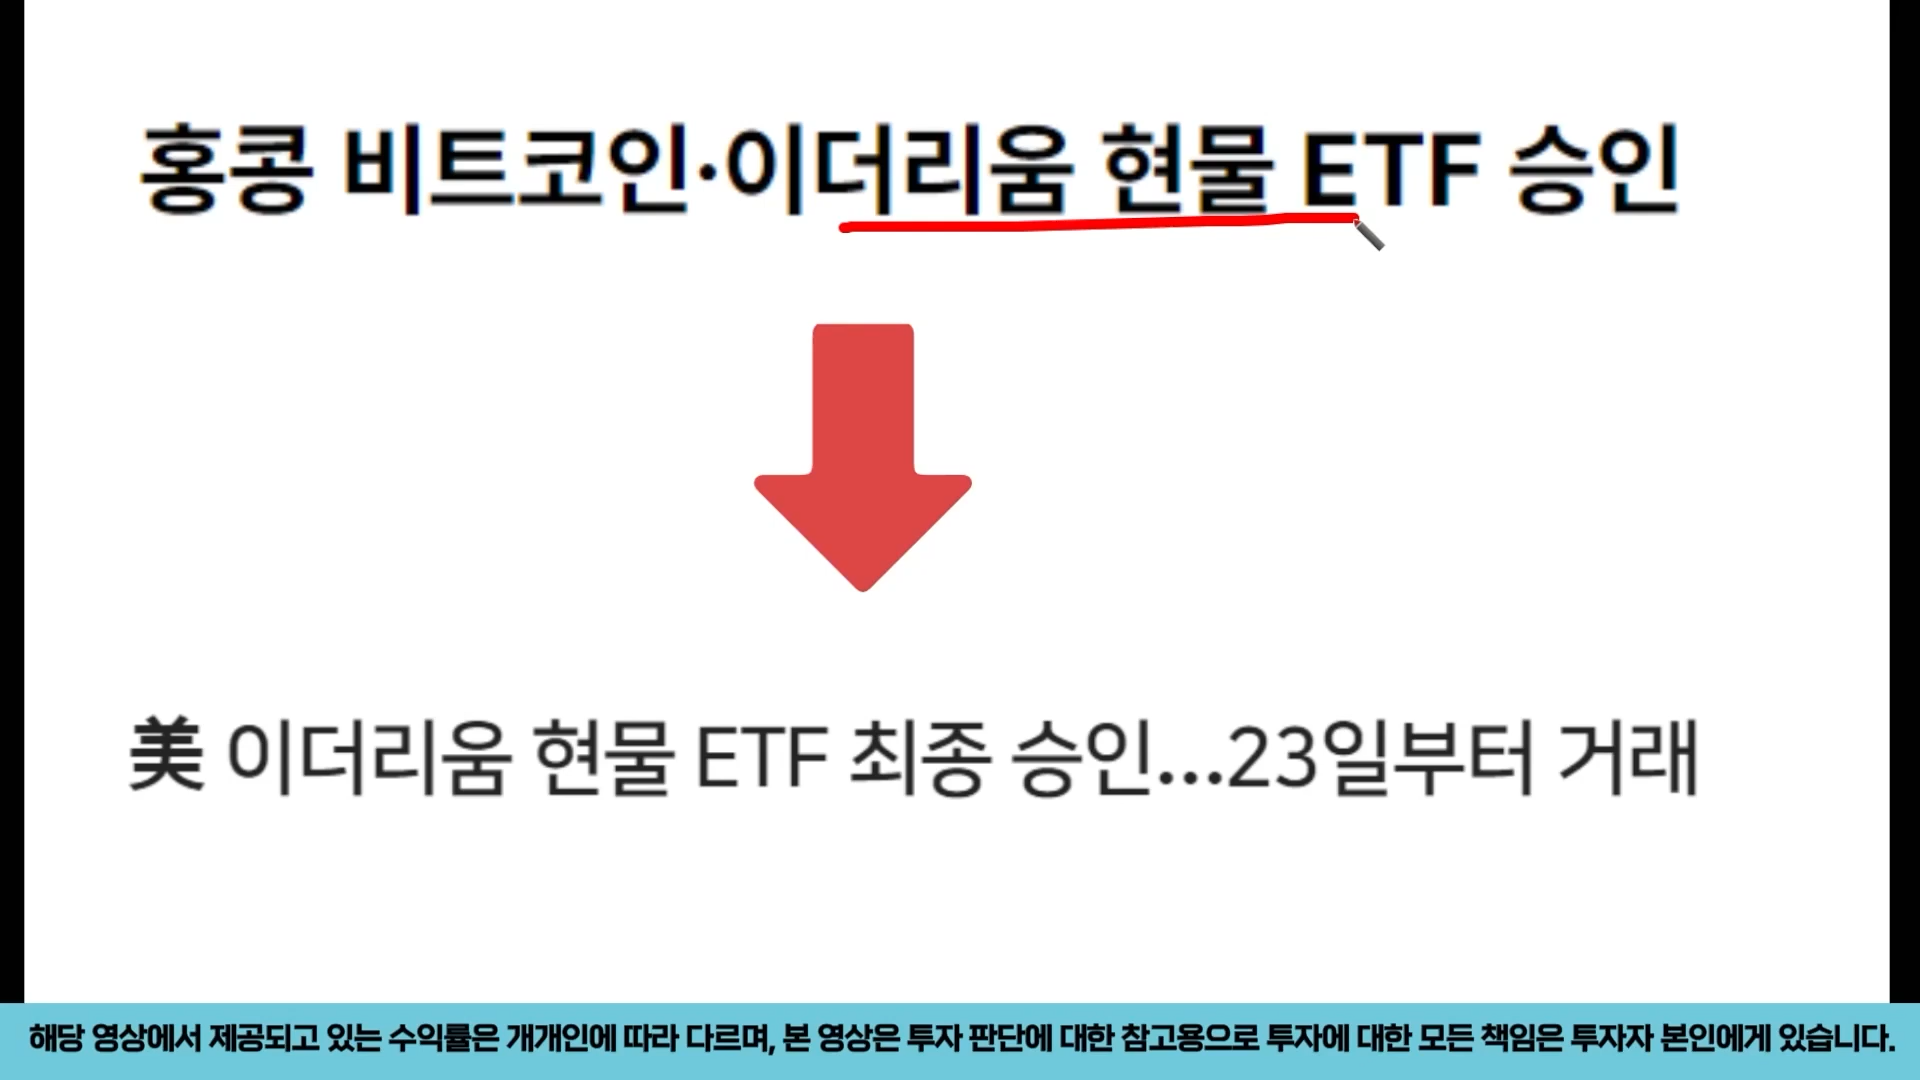 홍콩 비트코인·이더리움 현물 ETF 승인
美 이더리움 현물 ETF 최종 승인...23일부터 거래
해당 영상에서 제공되고 있는 수익률은 개개인에 따라 다르며, 본 영상은 투자 판단에 대한 참고용으로 투자에 대한 모든 책임은 투자자 본인에게 있습니다.